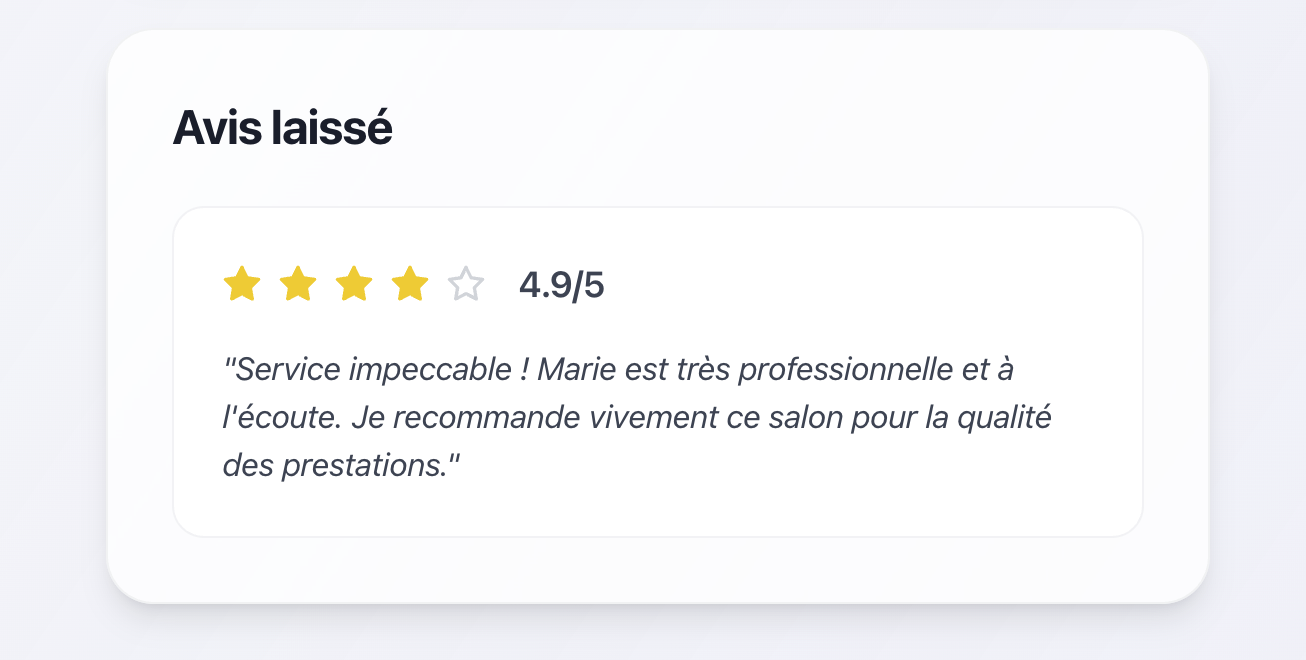 Avis laissé
4.9/5
"Service impeccable ! Marie est très professionnelle et à
l'écoute. Je recommande vivement ce salon pour la qualité
des prestations."